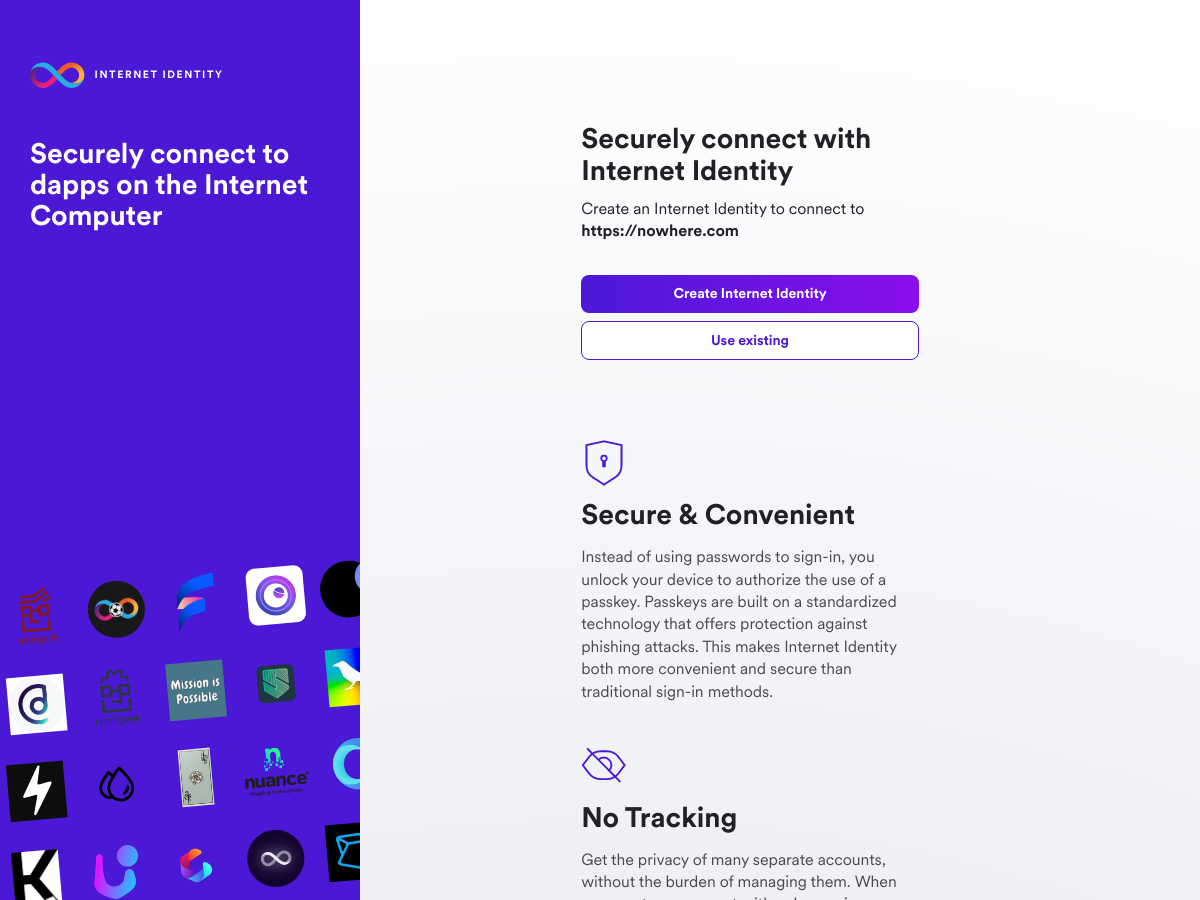 INTERNET IDENTITY
Securely connect to
dapps on the Internet
Computer
Mission is
Possible
nuance
Securely connect with
Internet Identity
Create an Internet Identity to connect to
https://nowhere.com
Create Internet Identity
Use existing
Secure & Convenient
Instead of using passwords to sign-in, you
unlock your device to authorize the use of a
passkey. Passkeys are built on a standardized
technology that offers protection against
phishing attacks. This makes Internet Identity
both more convenient and secure than
traditional sign-in methods.
No Tracking
Get the privacy of many separate accounts,
without the burden of managing them. When